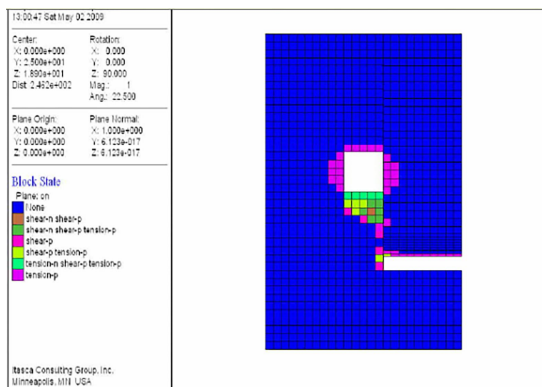 13:00:47 Sat May 02 2009
Center: Rotation:
X: 0.000e+000 X: 0.000
Y: 2.500e+001 Y: 0.000
Z: 1.890e+001 Z: 90.000
Dist: 2.462e+002 Mag.: 1
Ang.: 22.500
Plane Origin: Plane Normal:
X: 0.000e+000 X: 1.000e+000
Y: 0.000e+000 Y: 6.123e-017
Z: 0.000e+000 Z: 6.123e-017
Block State
Plane: on
None
shear-n shear-p
shear-n shear-p tension-p
shear-p
shear-p tension-p
tension-n shear-p tension-p
tension-p
Itasca Consulting Group, Inc.
Minneapolis, MN USA